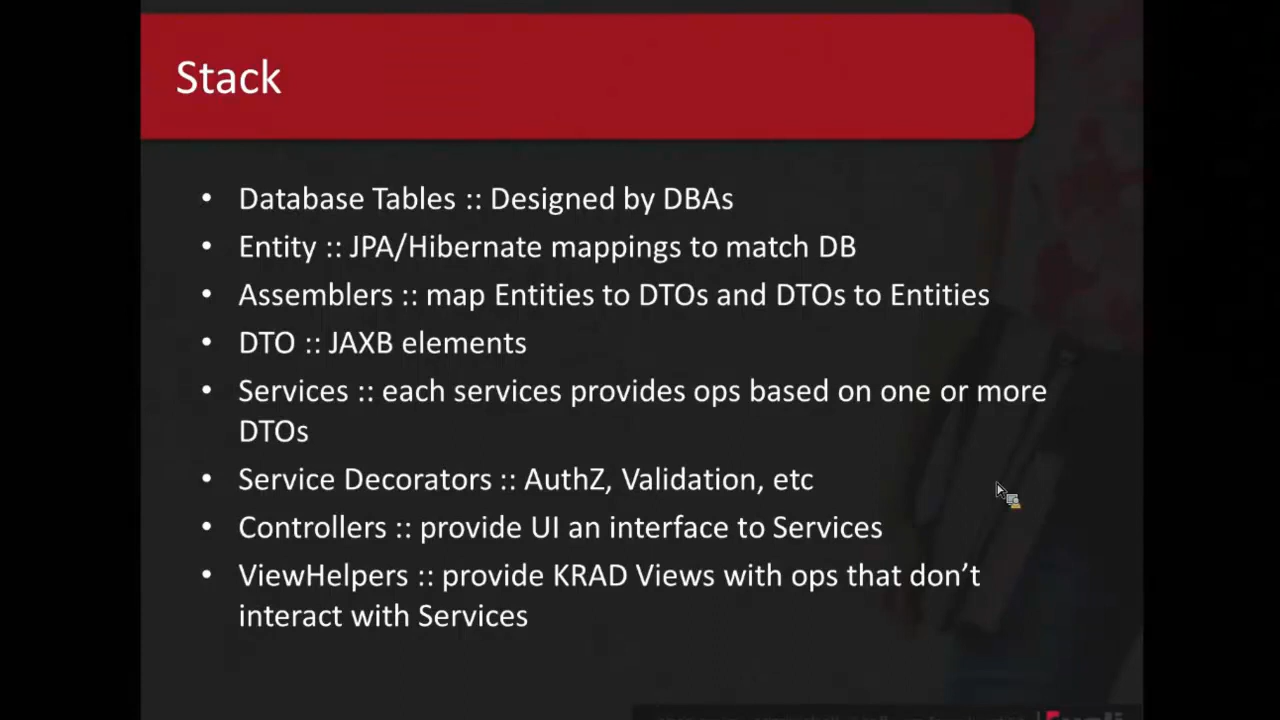 Stack
• Database Tables :: Designed by DBAs
• Entity :: JPA/Hibernate mappings to match DB
• Assemblers :: map Entities to DTOs and DTOs to Entities
• DTO :: JAXB elements
• Services :: each services provides ops based on one or more
DTOs
• Service Decorators :: AuthZ, Validation, etc
• Controllers :: provide UI an interface to Services
• ViewHelpers :: provide KRAD Views with ops that don’t
interact with Services